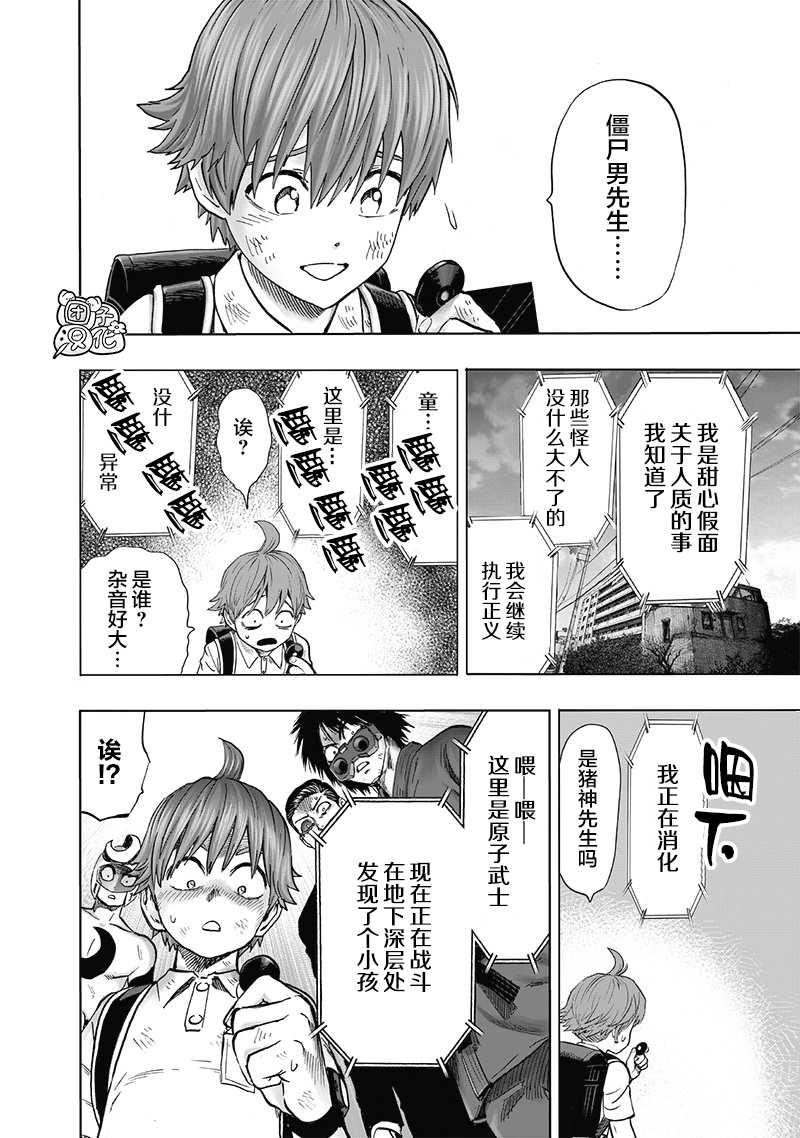 僵尸男先生……
团子
只化
我是甜心假面
关于人质的事
我知道了
那些怪人
没什么大不了的
我会继续
执行正义
童…
这里是…
诶?
没什
异常
是谁?
杂音好大…
咽下
我正在消化
是猪神先生吗
喂—喂—
这里是原子武士
现在正在战斗
在地下深层处
发现了个小孩
诶!?